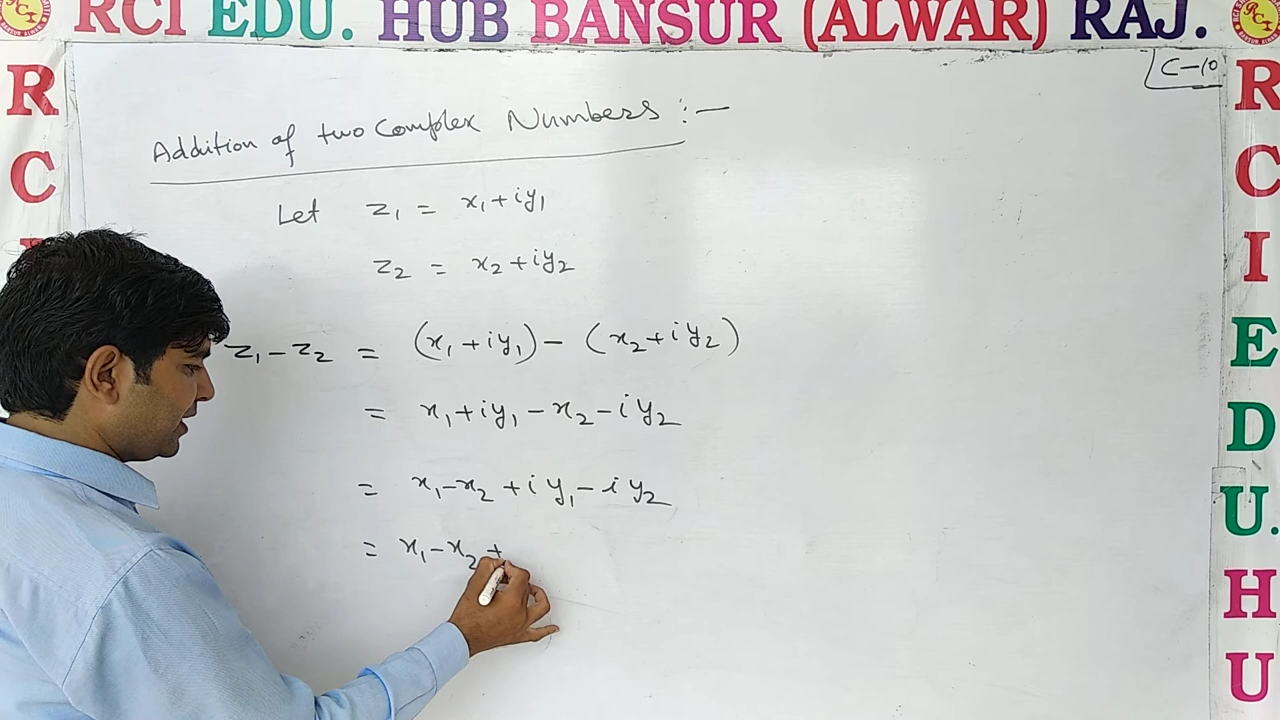 RCI EDU. HUB BANSUR (ALWAR) RAJ.
C-10
Addition of two Complex Numbers :-
Let z₁ = x₁+iy₁
z₂ = x₂+iy₂
z₁-z₂ = (x₁+iy₁) - (x₂+iy₂)
= x₁+iy₁-x₂-iy₂
= x₁-x₂+iy₁-iy₂
= x₁-x₂+
R
C
R
C
I
E
D
U.
H
U